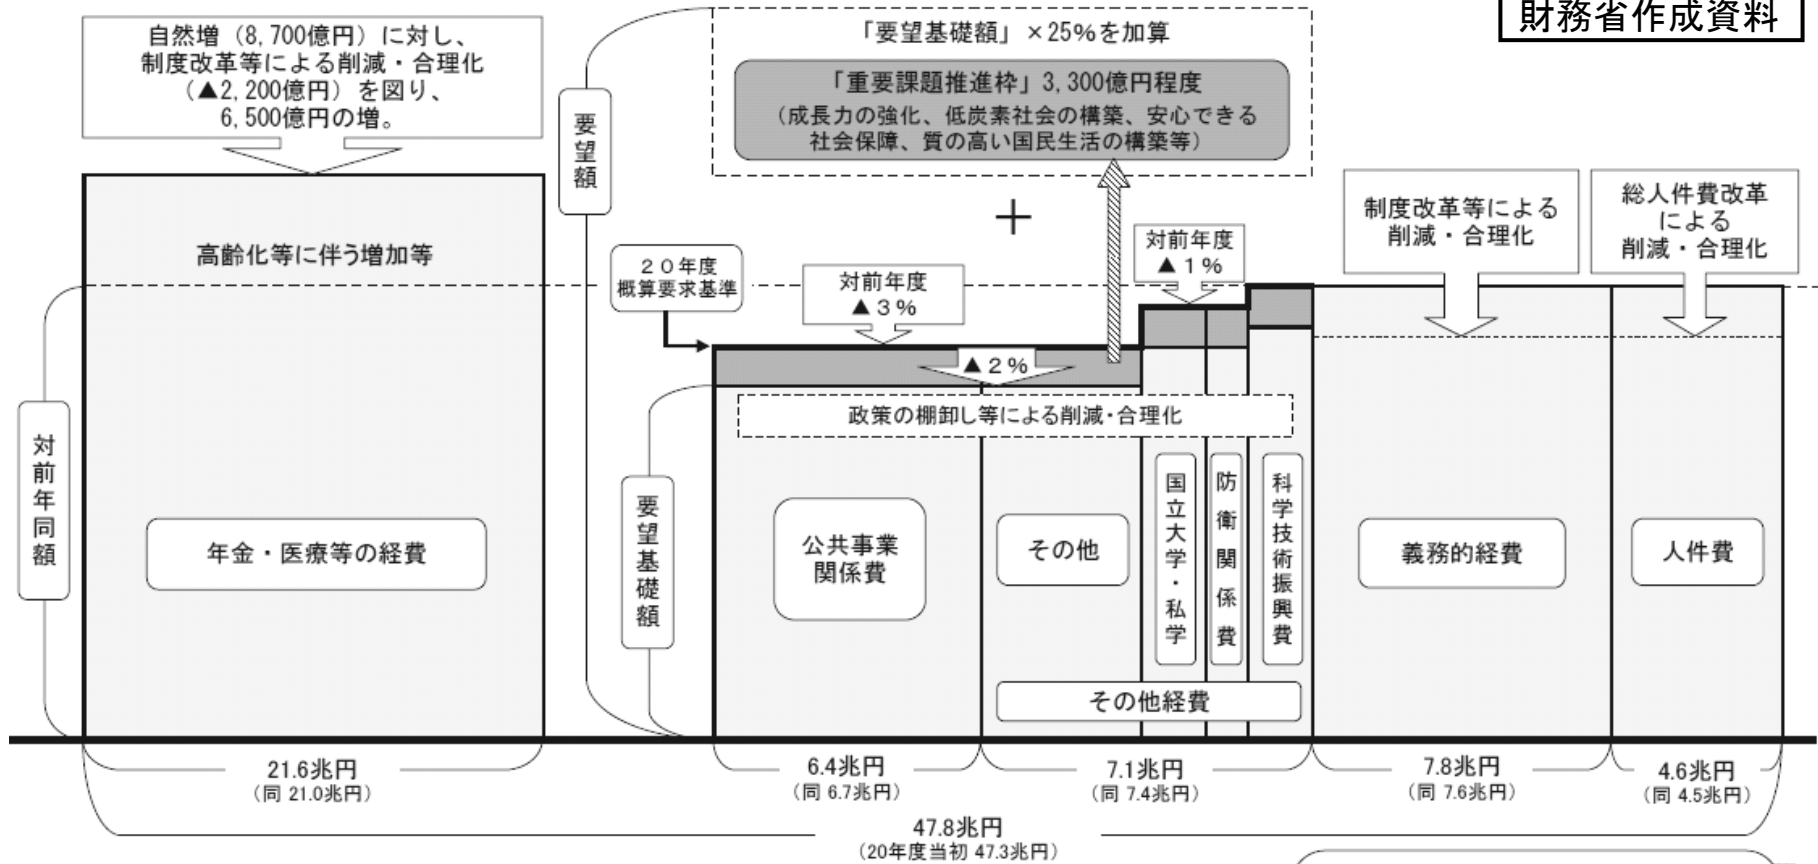 財務省作成資料
自然増（8,700億円）に対し、
制度改革等による削減・合理化
（▲2,200億円）を図り、
6,500億円の増。
「要望基礎額」×25％を加算
「重要課題推進枠」3,300億円程度
（成長力の強化、低炭素社会の構築、安心できる
社会保障、質の高い国民生活の構築等）
要望額
＋
高齢化等に伴う増加等
２０年度
概算要求基準
対前年度
▲３％
対前年度
▲１％
制度改革等による
削減・合理化
総人件費改革
による
削減・合理化
▲２％
政策の棚卸し等による削減・合理化
対前年同額
要望基礎額
年金・医療等の経費
公共事業
関係費
その他
国立大学・私学
防衛関係費
科学技術振興費
義務的経費
人件費
その他経費
21.6兆円
（同 21.0兆円）
6.4兆円
（同 6.7兆円）
7.1兆円
（同 7.4兆円）
7.8兆円
（同 7.6兆円）
4.6兆円
（同 4.5兆円）
47.8兆円
（20年度当初 47.3兆円）